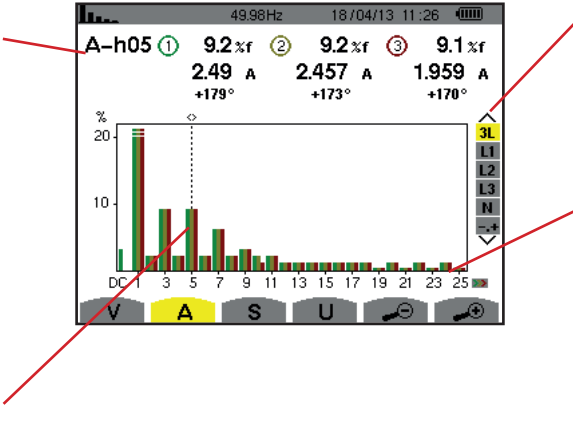 49.98Hz 18/04/13 11:26
A-h05 1 9.2 %f 2 9.2 %f 3 9.1 %f
2.49 A 2.457 A 1.959 A
+179° +173° +170°
%
20
10
3L
L1
L2
L3
N
-.+
DC 1 3 5 7 9 11 13 15 17 19 21 23 25 >>
V A S U